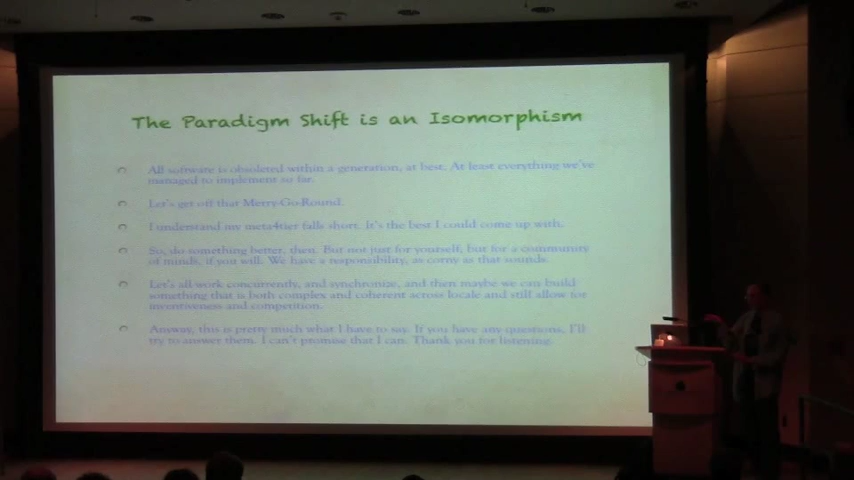 The Paradigm Shift is an Isomorphism
All software is obsoleted within a generation, at best. At least everything we've
managed to implement so far.
Let's get off that Merry-Go-Round.
I understand my meta4tier falls short. It's the best I could come up with.
So, do something better, then. But not just for yourself, but for a community
of minds, if you will. We have a responsibility, as corny as that sounds.
Let's all work concurrently, and synchronize, and then maybe we can build
something that is both complex and coherent across locale and still allow for
inventiveness and competition.
Anyway, this is pretty much what I have to say. If you have any questions, I'll
try to answer them. I can't promise that I can. Thank you for listening.